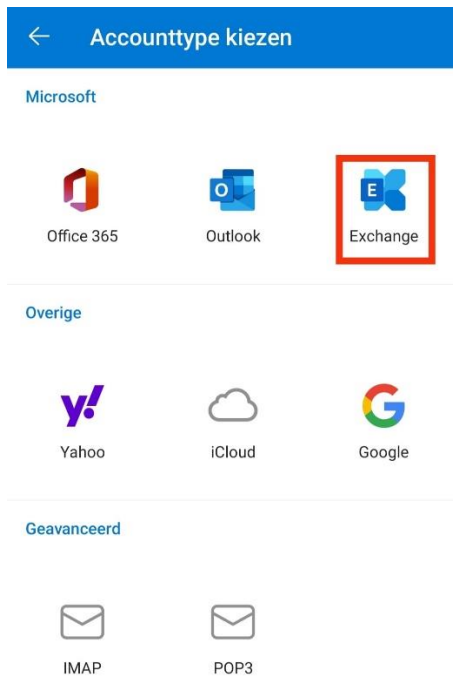 Accounttype kiezen
Microsoft
Office 365
Outlook
Exchange
Overige
Yahoo
iCloud
Google
Geavanceerd
IMAP
POP3